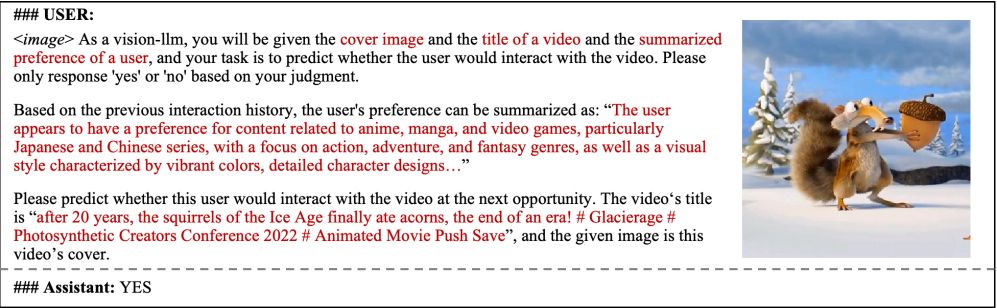 ### USER:
<image> As a vision-llm, you will be given the cover image and the title of a video and the summarized
preference of a user, and your task is to predict whether the user would interact with the video. Please
only response 'yes' or 'no' based on your judgment.
Based on the previous interaction history, the user's preference can be summarized as: “The user
appears to have a preference for content related to anime, manga, and video games, particularly
Japanese and Chinese series, with a focus on action, adventure, and fantasy genres, as well as a visual
style characterized by vibrant colors, detailed character designs…”
Please predict whether this user would interact with the video at the next opportunity. The video‘s title
is “after 20 years, the squirrels of the Ice Age finally ate acorns, the end of an era! # Glacierage #
Photosynthetic Creators Conference 2022 # Animated Movie Push Save”, and the given image is this
video’s cover.
### Assistant: YES